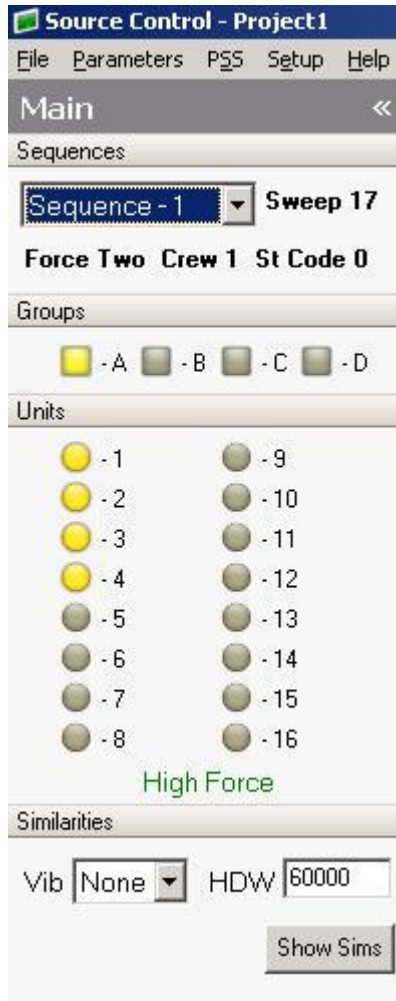 Source Control - Project1
File Parameters PSS Setup Help
Main «
Sequences
Sequence - 1 Sweep 17
Force Two Crew 1 St Code 0
Groups
- A - B - C - D
Units
- 1 - 9
- 2 - 10
- 3 - 11
- 4 - 12
- 5 - 13
- 6 - 14
- 7 - 15
- 8 - 16
High Force
Similarities
Vib None HDW 60000
Show Sims